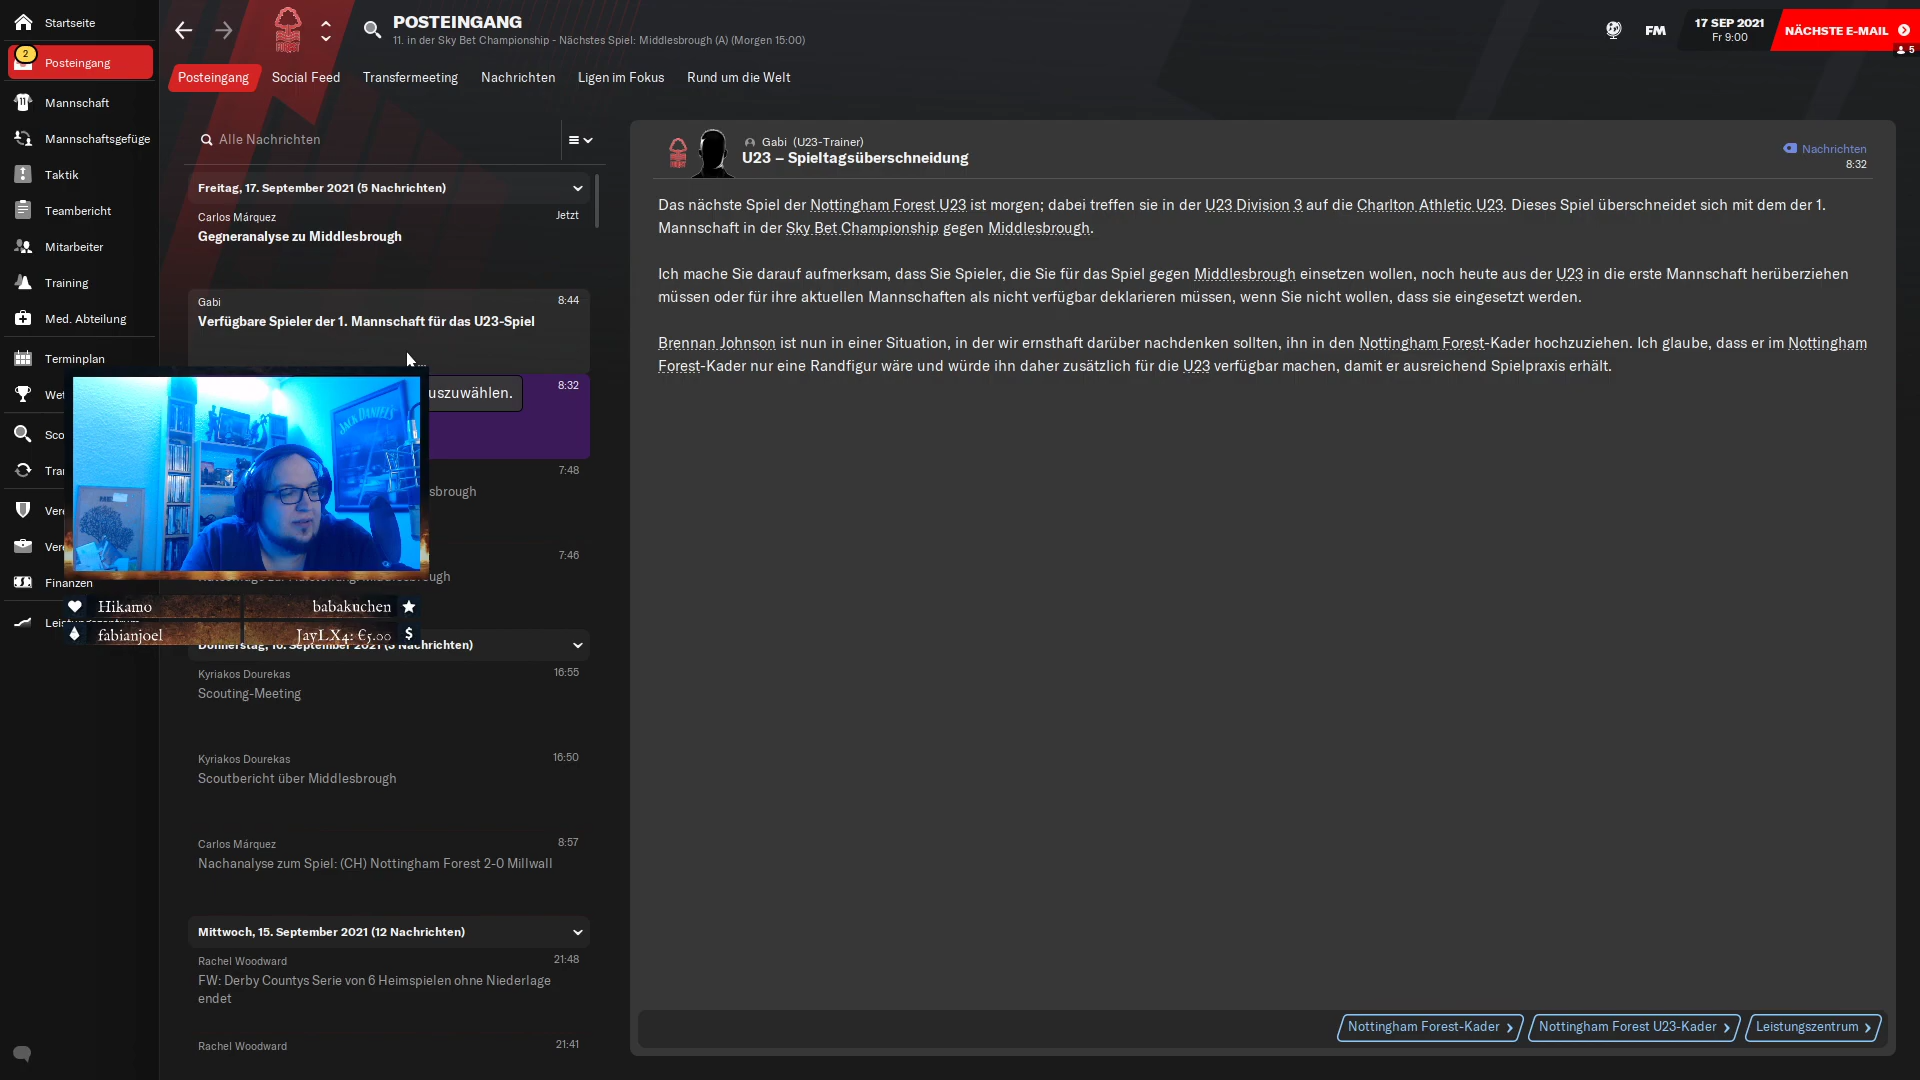 Startseite
2
Posteingang
Mannschaft
Mannschaftsgefüge
Taktik
Teambericht
Mitarbeiter
Training
Med. Abteilung
Terminplan
Finanzen
POSTEINGANG
11. in der Sky Bet Championship - Nächstes Spiel: Middlesbrough (A) (Morgen 15:00)
FM
17 SEP 2021
Fr 9:00
NÄCHSTE E-MAIL
5
Posteingang
Social Feed
Transfermeeting
Nachrichten
Ligen im Fokus
Rund um die Welt
Alle Nachrichten
Freitag, 17. September 2021 (5 Nachrichten)
Carlos Márquez
Jetzt
Gegneranalyse zu Middlesbrough
Gabi
8:44
Verfügbare Spieler der 1. Mannschaft für das U23-Spiel
8:32
uszuwählen.
7:48
sbrough
7:46
JACK DANIEL'S
Hikamo
babakuchen
fabianjoel
JayLX4: €5.00
Donnerstag, 16. September 2021 (3 Nachrichten)
Kyriakos Dourekas
16:55
Scouting-Meeting
Kyriakos Dourekas
16:50
Scoutbericht über Middlesbrough
Carlos Márquez
8:57
Nachanalyse zum Spiel: (CH) Nottingham Forest 2-0 Millwall
Mittwoch, 15. September 2021 (12 Nachrichten)
Rachel Woodward
21:48
FW: Derby Countys Serie von 6 Heimspielen ohne Niederlage
endet
Rachel Woodward
21:41
Gabi (U23-Trainer)
U23 – Spieltagsüberschneidung
Nachrichten
8:32
Das nächste Spiel der Nottingham Forest U23 ist morgen; dabei treffen sie in der U23 Division 3 auf die Charlton Athletic U23. Dieses Spiel überschneidet sich mit dem der 1.
Mannschaft in der Sky Bet Championship gegen Middlesbrough.
Ich mache Sie darauf aufmerksam, dass Sie Spieler, die Sie für das Spiel gegen Middlesbrough einsetzen wollen, noch heute aus der U23 in die erste Mannschaft herüberziehen
müssen oder für ihre aktuellen Mannschaften als nicht verfügbar deklarieren müssen, wenn Sie nicht wollen, dass sie eingesetzt werden.
Brennan Johnson ist nun in einer Situation, in der wir ernsthaft darüber nachdenken sollten, ihn in den Nottingham Forest-Kader hochzuziehen. Ich glaube, dass er im Nottingham
Forest-Kader nur eine Randfigur wäre und würde ihn daher zusätzlich für die U23 verfügbar machen, damit er ausreichend Spielpraxis erhält.
Nottingham Forest-Kader
Nottingham Forest U23-Kader
Leistungszentrum